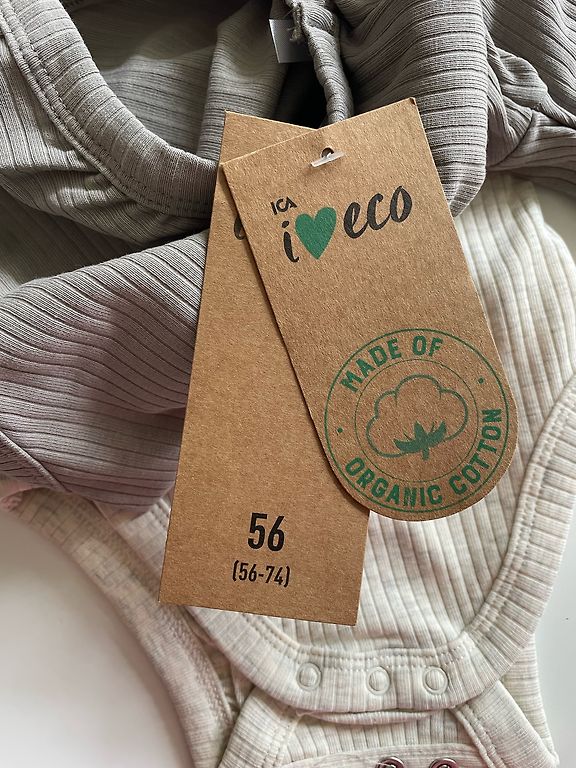 ICA
i♥eco
MADE OF
ORGANIC COTTON
56
(56-74)